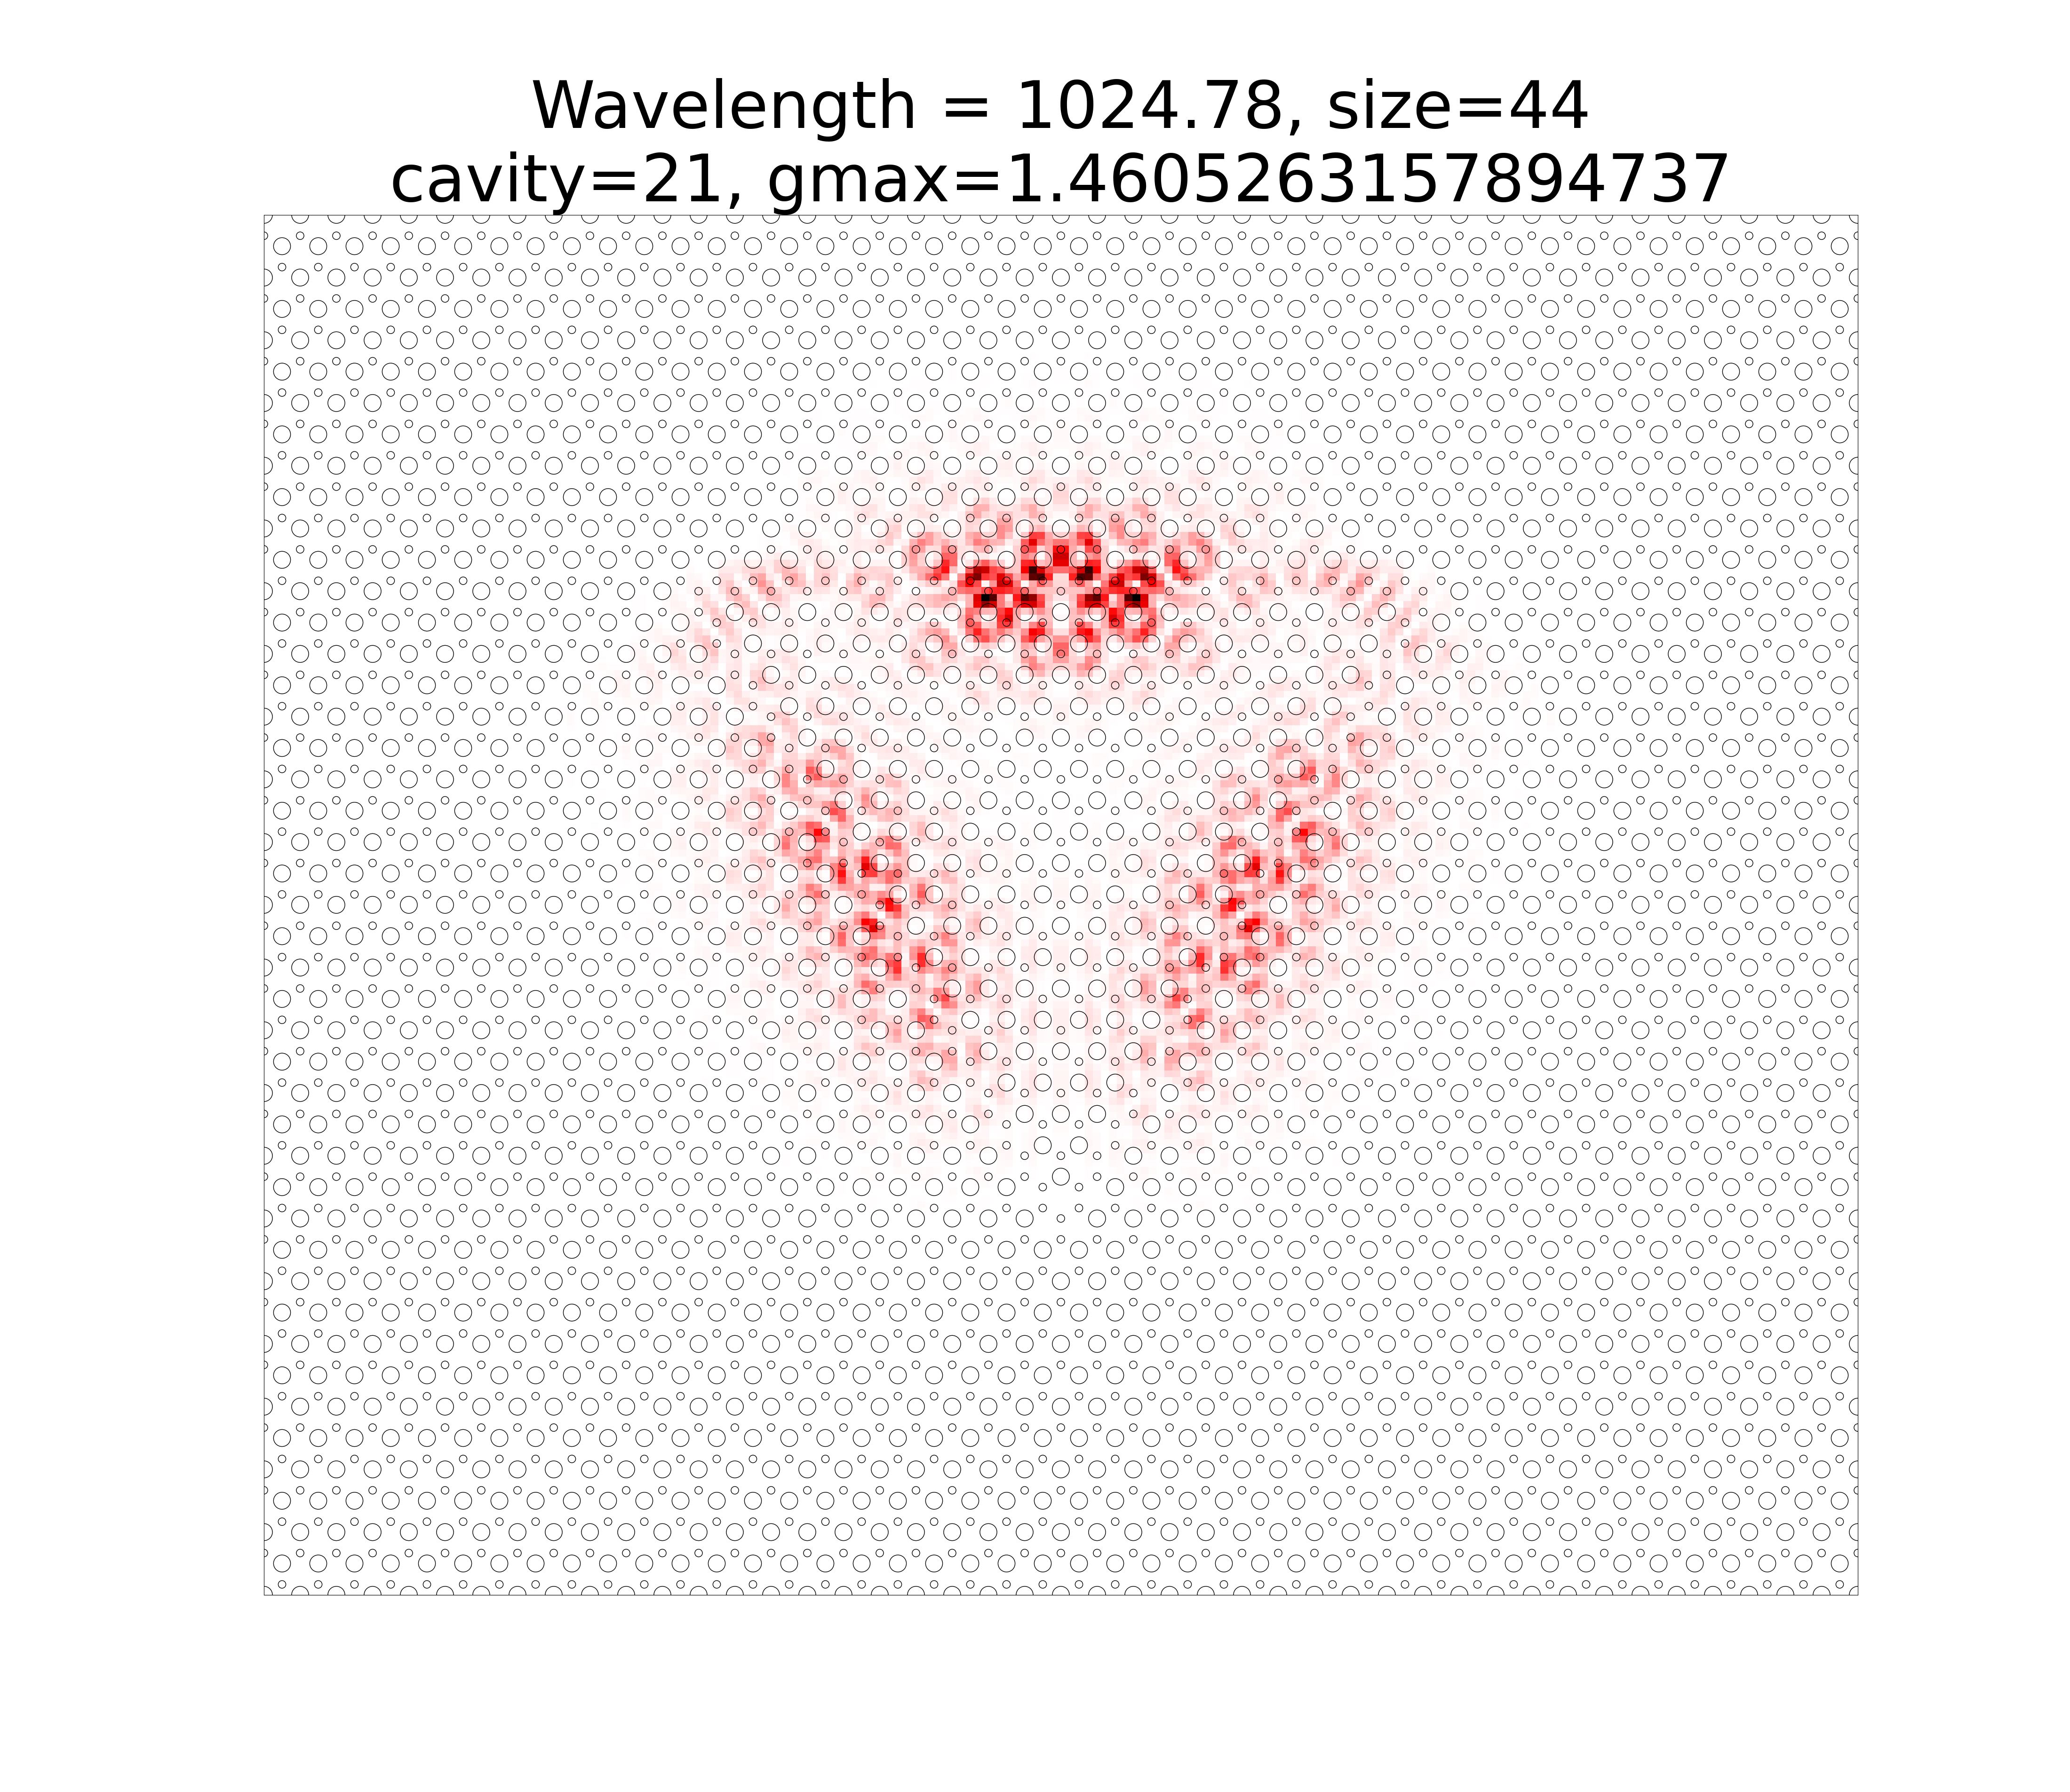 Wavelength = 1024.78, size=44
cavity=21, gmax=1.4605263157894737